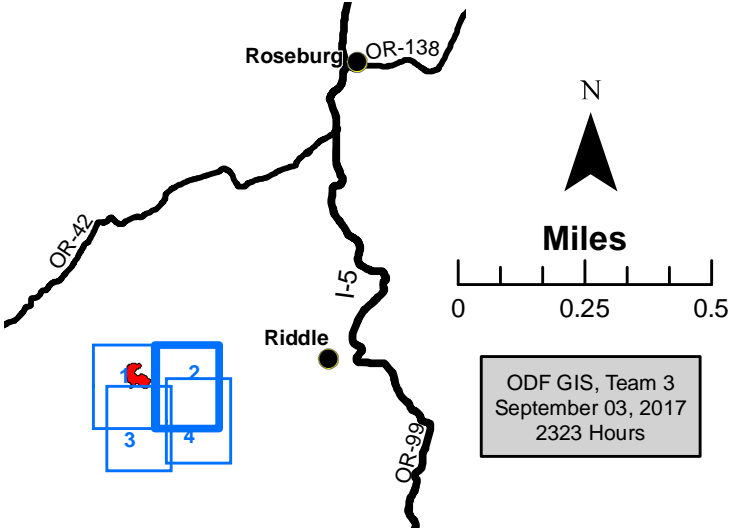 Roseburg
OR-138
N
OR-42
Miles
I-5
0 0.25 0.5
Riddle
1 2
3 4
ODF GIS, Team 3
September 03, 2017
2323 Hours
OR-99